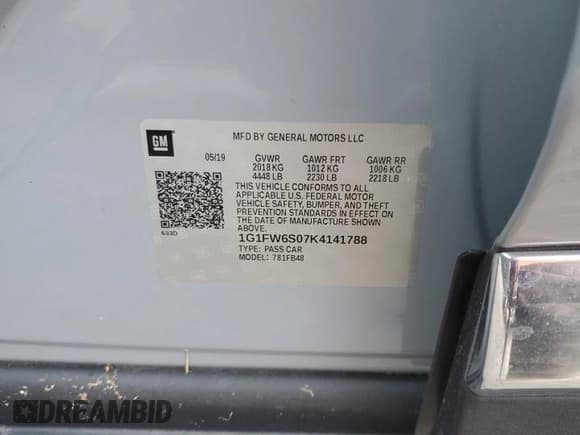 GM
MFD BY GENERAL MOTORS LLC
05/19 GVWR GAWR FRT GAWR RR
2018 KG 1012 KG 1006 KG
4448 LB 2230 LB 2218 LB
THIS VEHICLE CONFORMS TO ALL
APPLICABLE U.S. FEDERAL MOTOR
VEHICLE SAFETY, BUMPER, AND THEFT
PREVENTION STANDARDS IN EFFECT ON
THE DATE OF MANUFACTURE SHOWN
ABOVE.
633D
1G1FW6S07K4141788
TYPE: PASS CAR
MODEL: 781FB48
DREAMBID